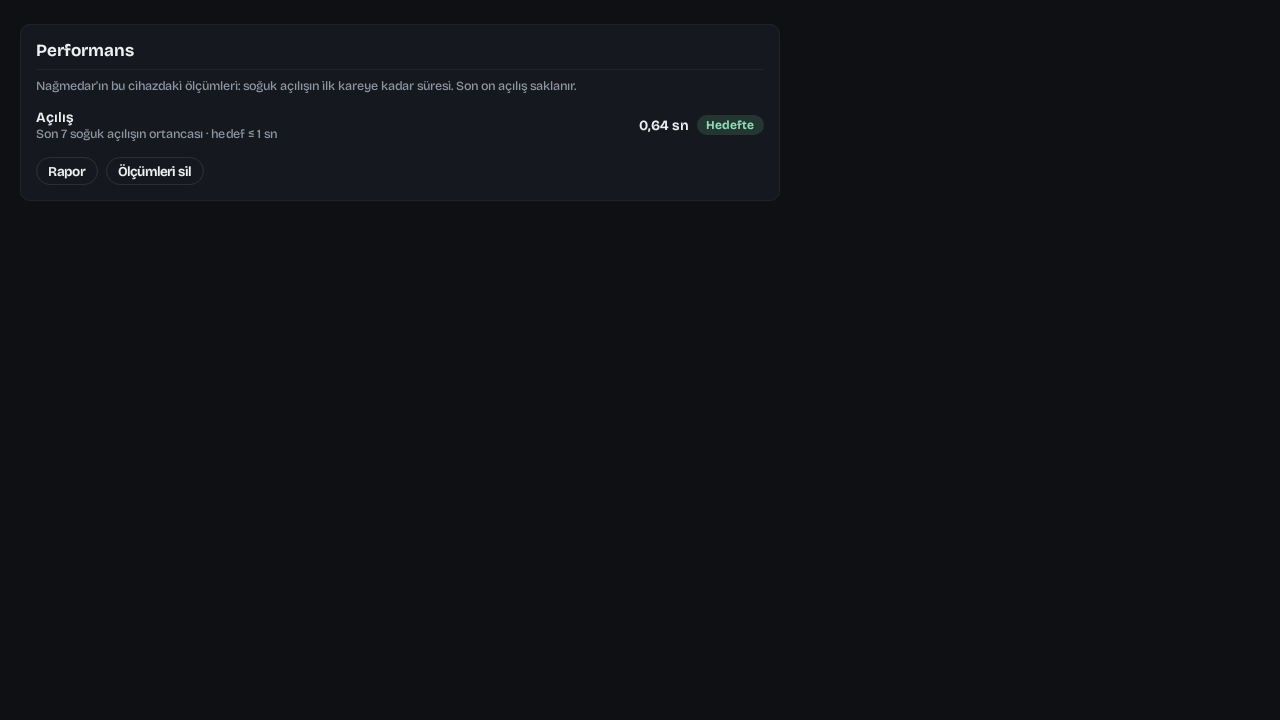 Performans
Nağmedar'ın bu cihazdaki ölçümleri: soğuk açılışın ilk kareye kadar süresi. Son on açılış saklanır.
Açılış
Son 7 soğuk açılışın ortancası · hedef ≤ 1 sn
0,64 sn
Hedefte
Rapor
Ölçümleri sil